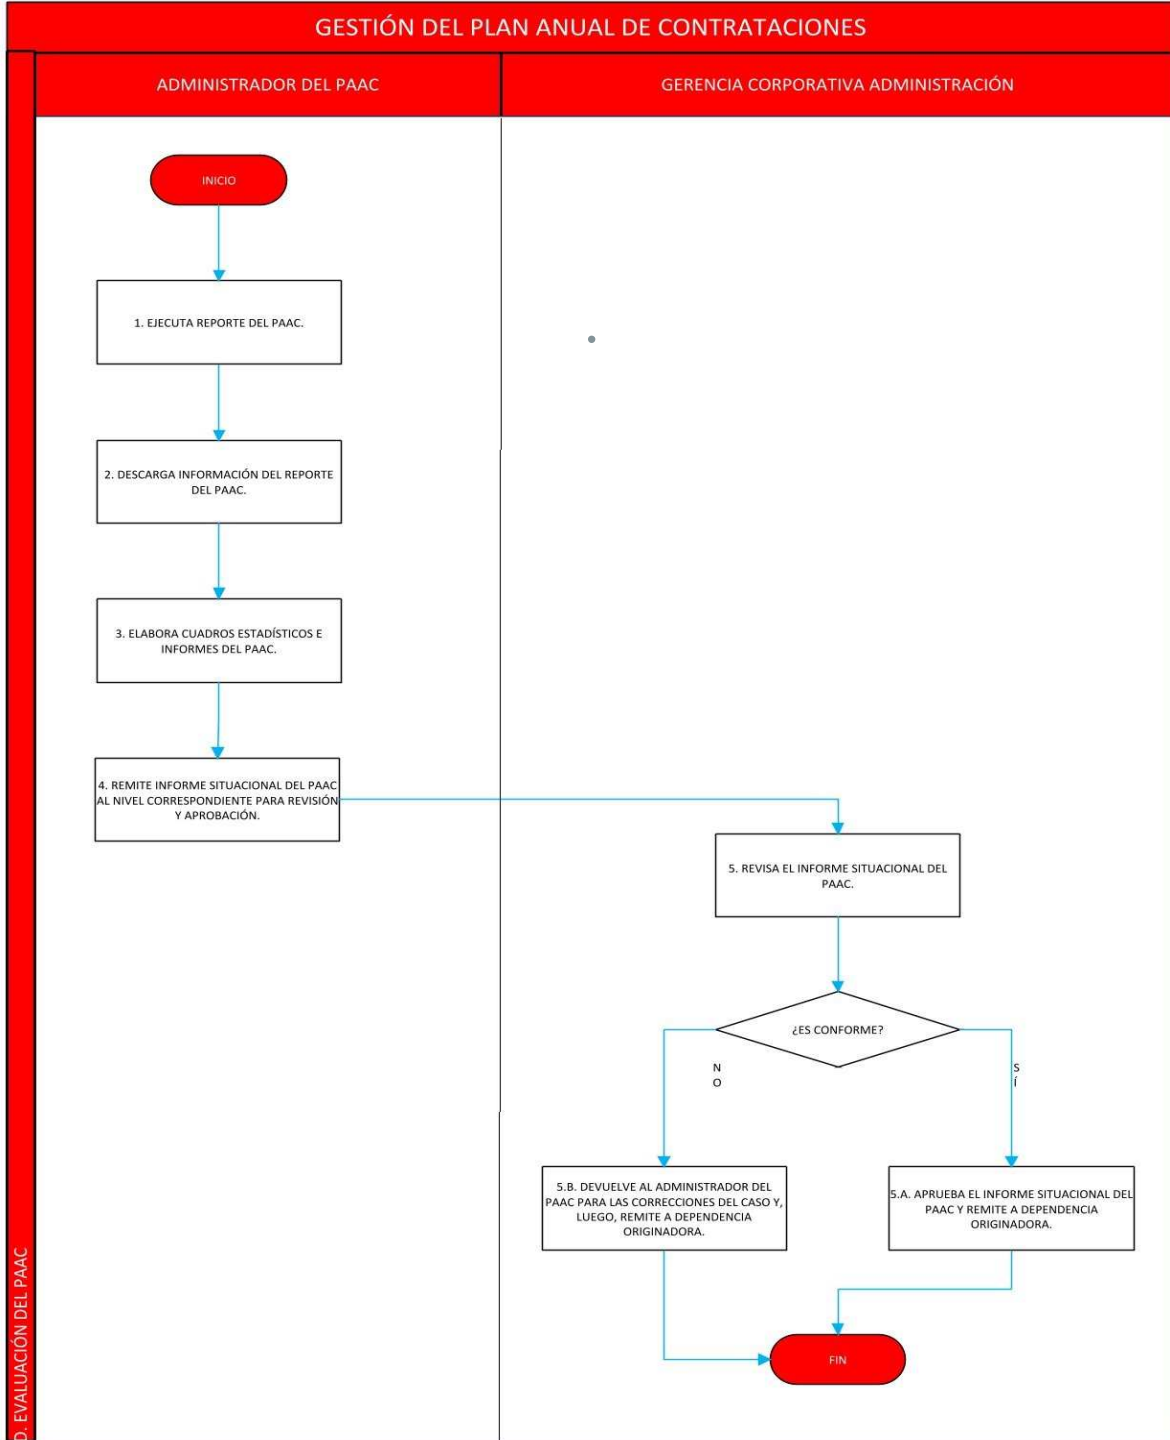 GESTIÓN DEL PLAN ANUAL DE CONTRATACIONES
ADMINISTRADOR DEL PAAC
GERENCIA CORPORATIVA ADMINISTRACIÓN
INICIO
1. EJECUTA REPORTE DEL PAAC.
2. DESCARGA INFORMACIÓN DEL REPORTE
DEL PAAC.
3. ELABORA CUADROS ESTADÍSTICOS E
INFORMES DEL PAAC.
4. REMITE INFORME SITUACIONAL DEL PAAC
AL NIVEL CORRESPONDIENTE PARA REVISIÓN
Y APROBACIÓN.
5. REVISA EL INFORME SITUACIONAL DEL
PAAC.
¿ES CONFORME?
N
O
S
Í
5.B. DEVUELVE AL ADMINISTRADOR DEL
PAAC PARA LAS CORRECCIONES DEL CASO Y,
LUEGO, REMITE A DEPENDENCIA
ORIGINADORA.
5.A. APRUEBA EL INFORME SITUACIONAL DEL
PAAC Y REMITE A DEPENDENCIA
ORIGINADORA.
FIN
D. EVALUACIÓN DEL PAAC